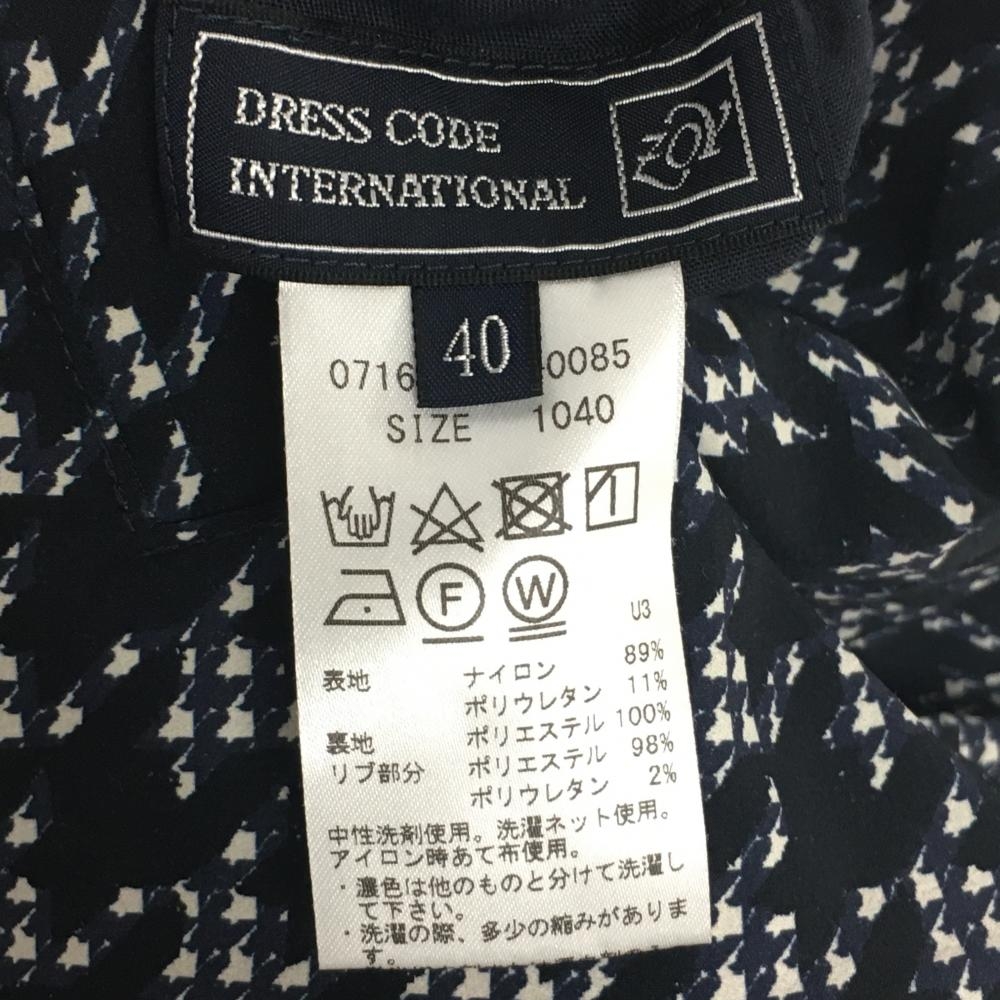 DRESS CODE
INTERNATIONAL
ZOY
40
0716 -0085
SIZE 1040
F W
U3
表地 ナイロン 89%
ポリウレタン 11%
裏地 ポリエステル 100%
リブ部分 ポリエステル 98%
ポリウレタン 2%
中性洗剤使用。洗濯ネット使用。
アイロン時あて布使用。
・濃色は他のものと分けて洗濯し
て下さい。
・洗濯の際、多少の縮みがありま
す。